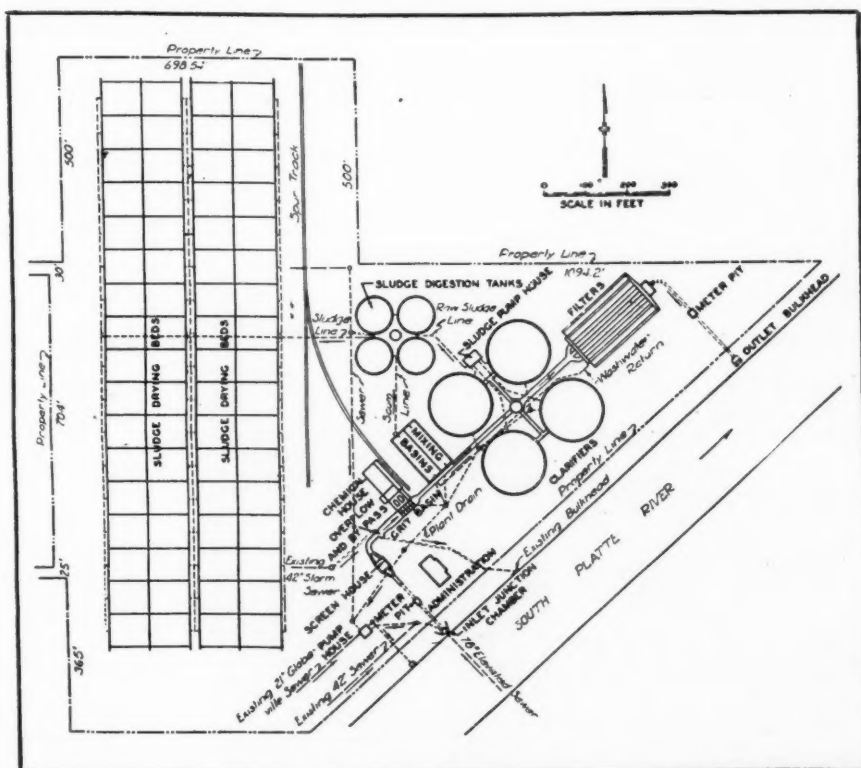 Property Line
698.5'
500'
Spur Track
500'
0 100 200 300
SCALE IN FEET
Property Line
1094.2'
30'
SLUDGE DIGESTION TANKS
Raw Sludge
Line
SLUDGE PUMP HOUSE
FILTERS
METER PIT
OUTLET BULKHEAD
Sludge
Line
Washwater
Return
Property Line
704'
SLUDGE DRYING BEDS
SLUDGE DRYING BEDS
Sewer
Scum
Line
MIXING
BASINS
CLARIFIERS
Property Line
CHEMICAL
HOUSE
OVERFLOW
AND BY-PASS
GRIT BASIN
Plant Drain
Existing Bulkhead
SOUTH PLATTE RIVER
Existing
42" Storm
Sewer
25'
SCREEN HOUSE
METER
PIT
ADMINISTRATION
INLET JUNCTION
CHAMBER
PUMP
HOUSE
365'
Existing 21" Globe-
ville Sewer
Existing 42" Sewer
78" Elevated Sewer